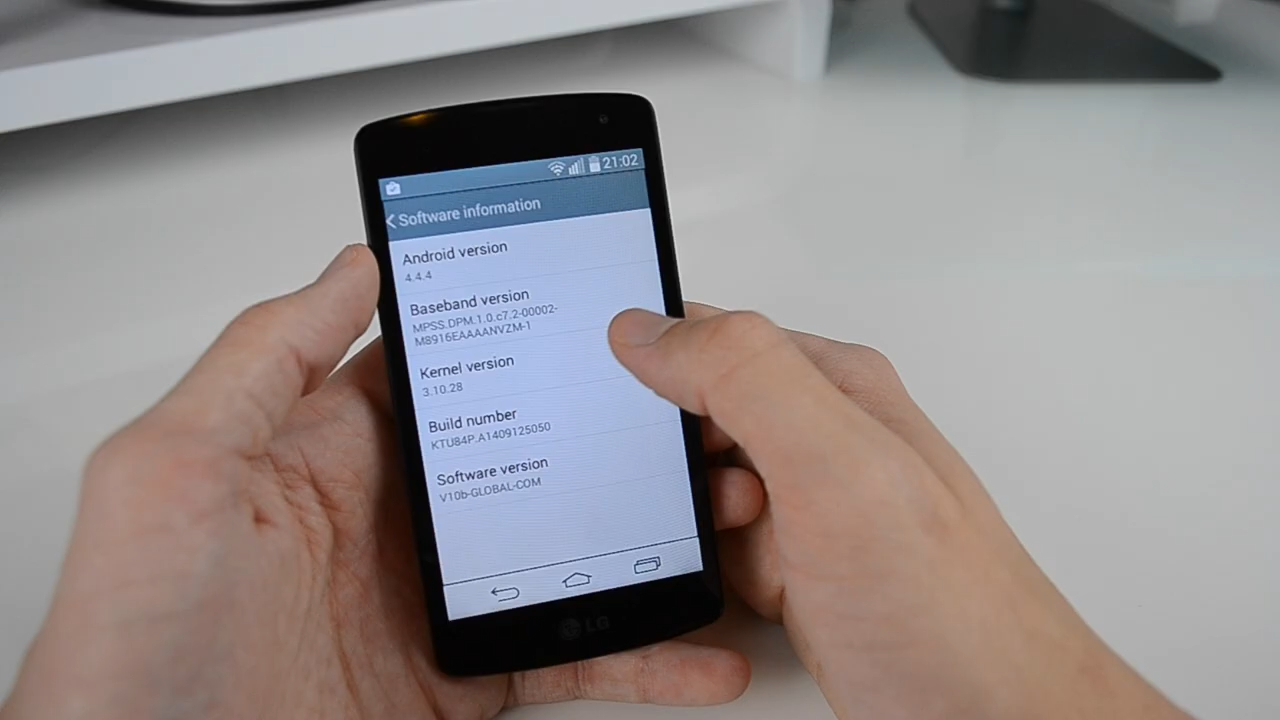 21:02
Software information
Android version
4.4.4
Baseband version
MPSS.DPM.1.0.c7.2-00002-
M8916EAAAANVZM-1
Kernel version
3.10.28
Build number
KTU84P.A1409125050
Software version
V10b-GLOBAL-COM
LG